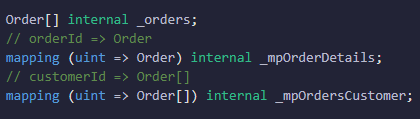 Order[] internal _orders;
// orderId => Order
mapping (uint => Order) internal _mpOrderDetails;
// customerId => Order[]
mapping (uint => Order[]) internal _mpOrdersCustomer;